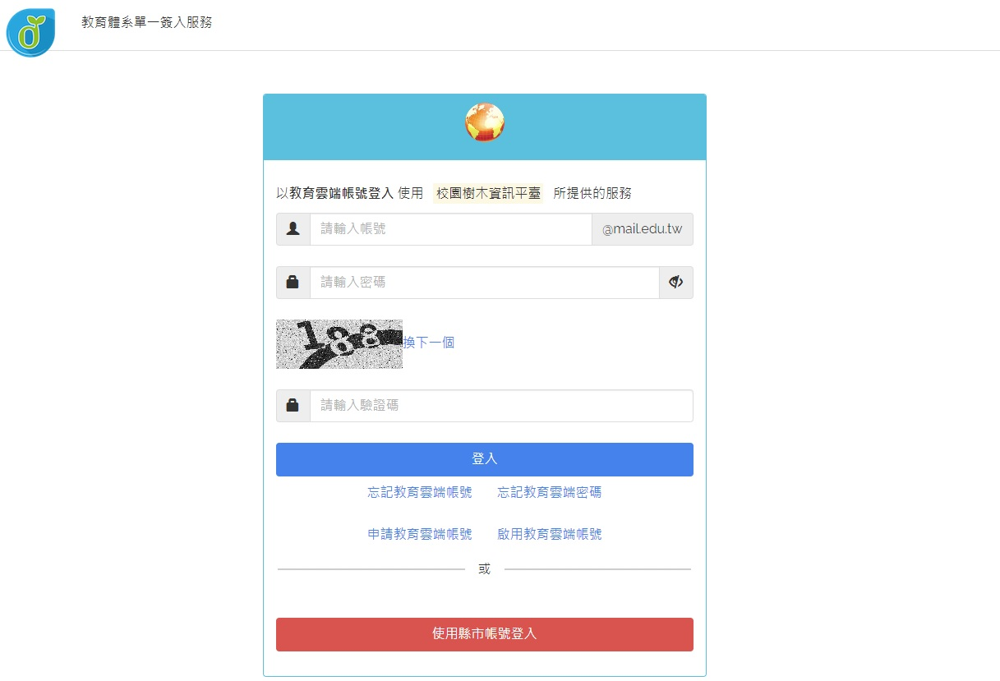 教育體系單一簽入服務
以教育雲端帳號登入 使用 校園樹木資訊平臺 所提供的服務
請輸入帳號 @mail.edu.tw
請輸入密碼
188 換下一個
請輸入驗證碼
登入
忘記教育雲端帳號 忘記教育雲端密碼
申請教育雲端帳號 啟用教育雲端帳號
或
使用縣市帳號登入